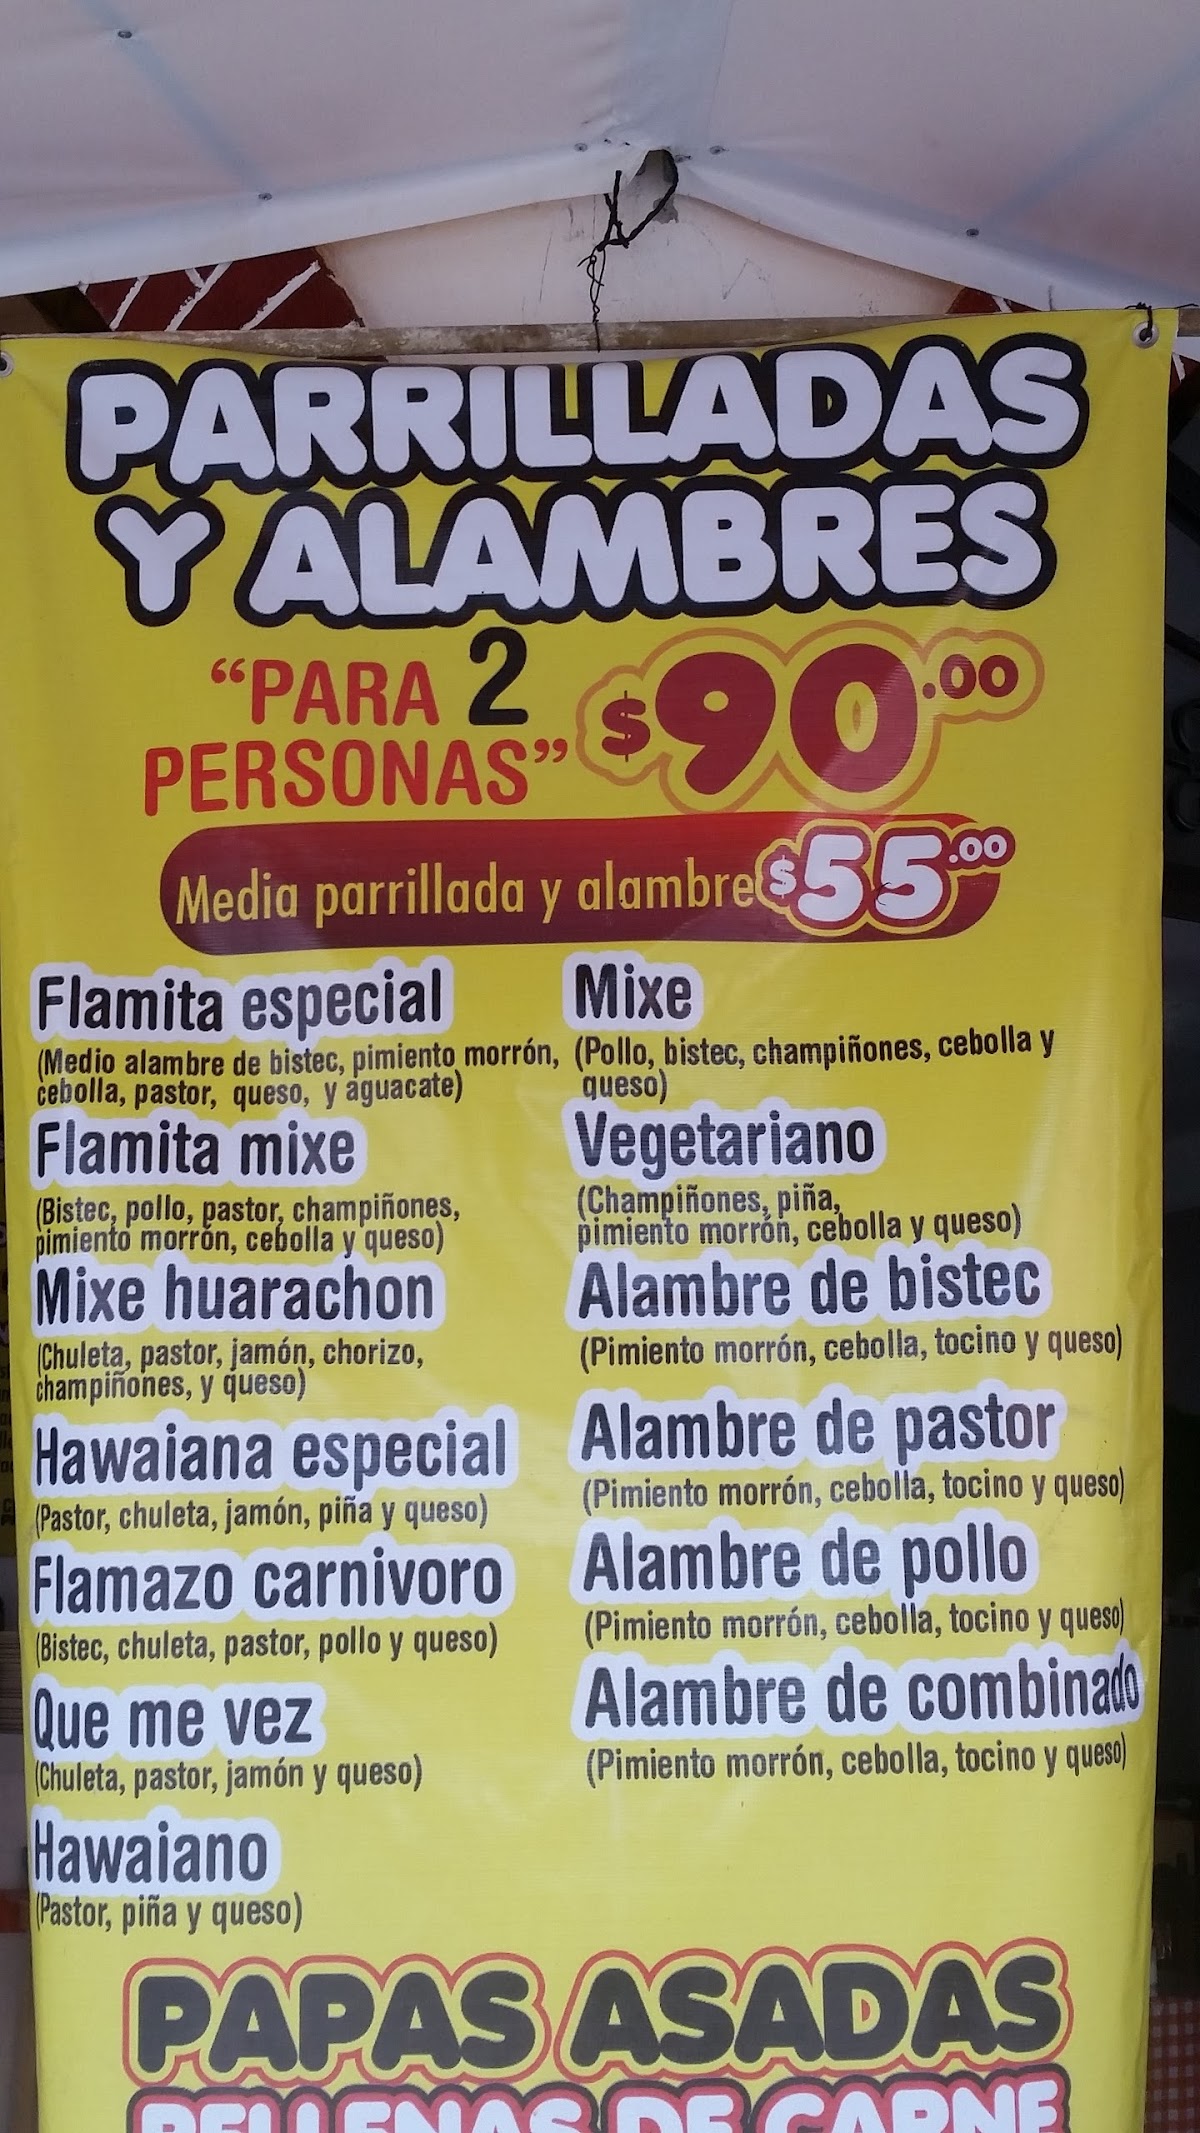 PARRILLADAS
Y ALAMBRES
“PARA 2
PERSONAS”
$90.00
Media parrillada y alambre $55.00
Flamita especial
(Medio alambre de bistec, pimiento morrón,
cebolla, pastor, queso, y aguacate)
Flamita mixe
(Bistec, pollo, pastor, champiñones,
pimiento morrón, cebolla y queso)
Mixe huarachon
(Chuleta, pastor, jamón, chorizo,
champiñones, y queso)
Hawaiana especial
(Pastor, chuleta, jamón, piña y queso)
Flamazo carnivoro
(Bistec, chuleta, pastor, pollo y queso)
Que me vez
(Chuleta, pastor, jamón y queso)
Hawaiano
(Pastor, piña y queso)
Mixe
(Pollo, bistec, champiñones, cebolla y
queso)
Vegetariano
(Champiñones, piña,
pimiento morrón, cebolla y queso)
Alambre de bistec
(Pimiento morrón, cebolla, tocino y queso)
Alambre de pastor
(Pimiento morrón, cebolla, tocino y queso)
Alambre de pollo
(Pimiento morrón, cebolla, tocino y queso)
Alambre de combinado
(Pimiento morrón, cebolla, tocino y queso)
PAPAS ASADAS
RELLENAS DE CARNE